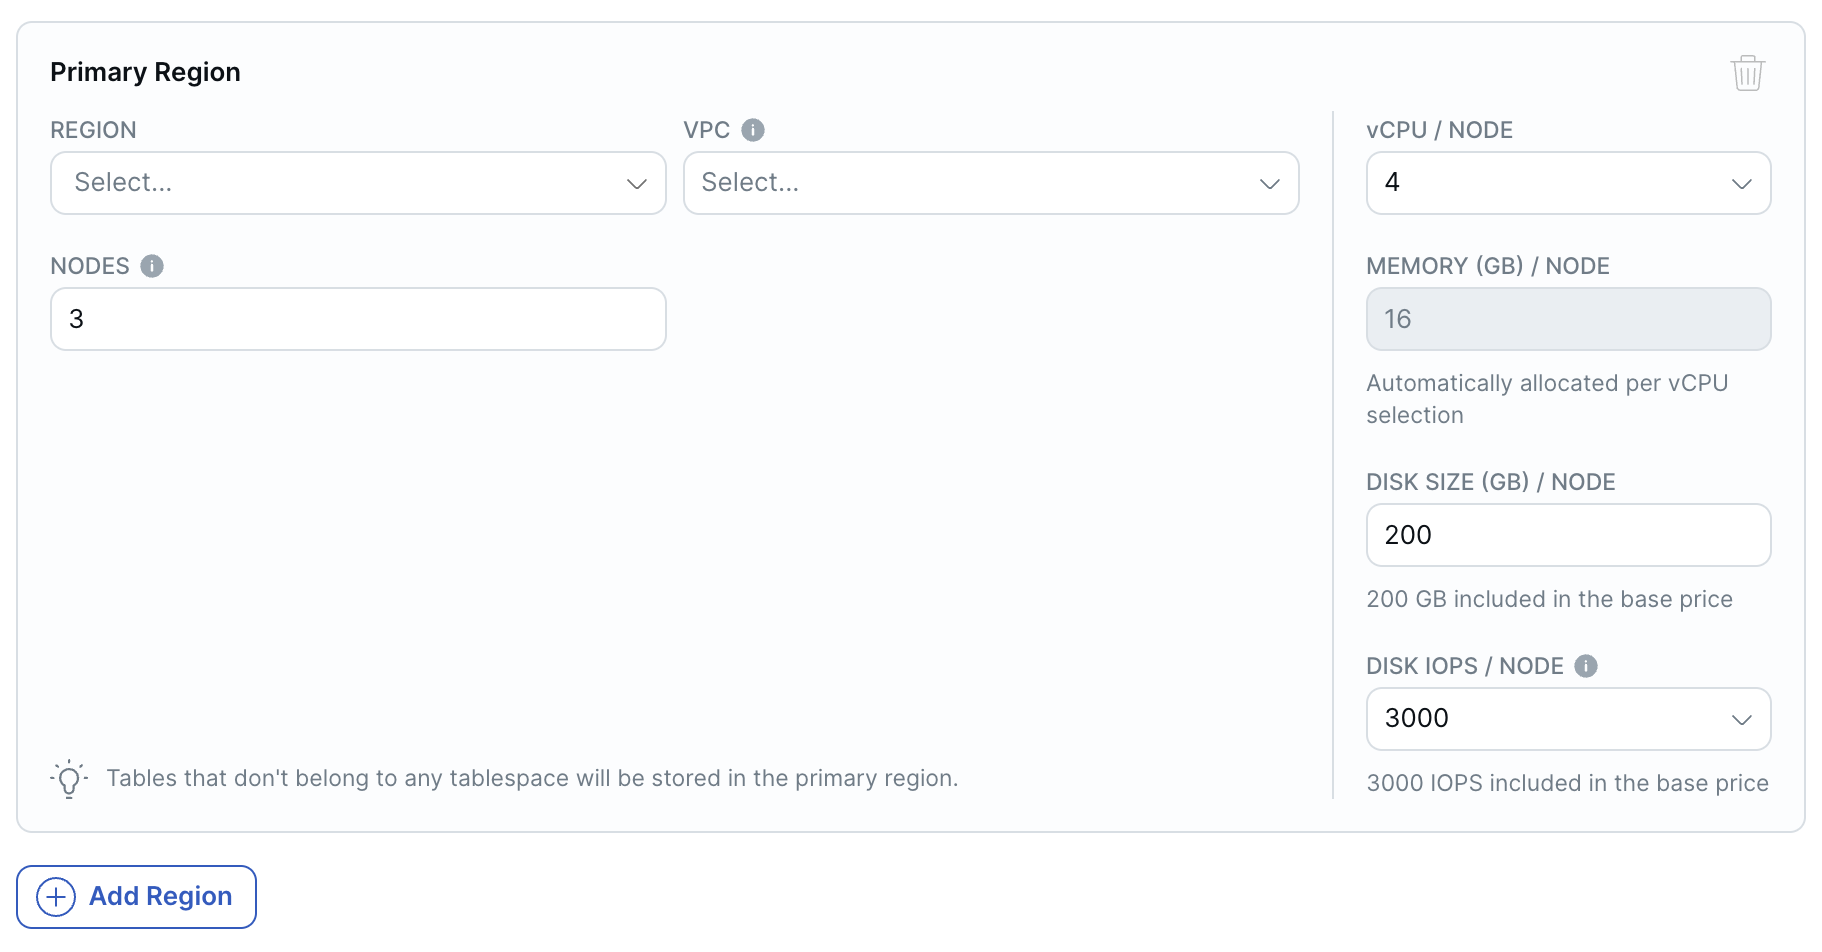 Primary Region
REGION
Select...
VPC
Select...
NODES
3
Tables that don't belong to any tablespace will be stored in the primary region.
vCPU / NODE
4
MEMORY (GB) / NODE
16
Automatically allocated per vCPU
selection
DISK SIZE (GB) / NODE
200
200 GB included in the base price
DISK IOPS / NODE
3000
3000 IOPS included in the base price
Add Region